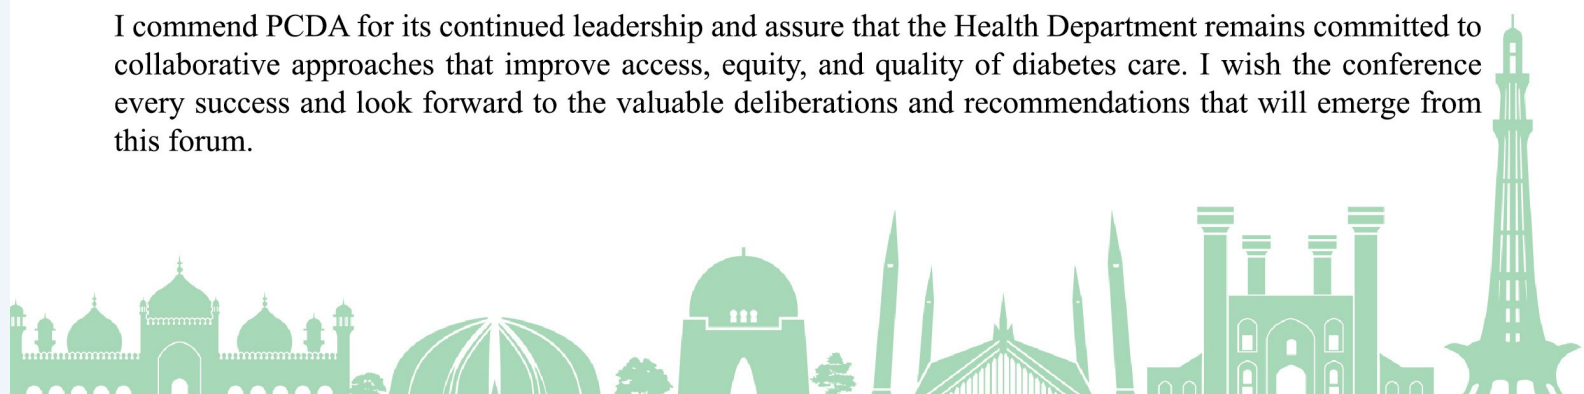 I commend PCDA for its continued leadership and assure that the Health Department remains committed to
collaborative approaches that improve access, equity, and quality of diabetes care. I wish the conference
every success and look forward to the valuable deliberations and recommendations that will emerge from
this forum.